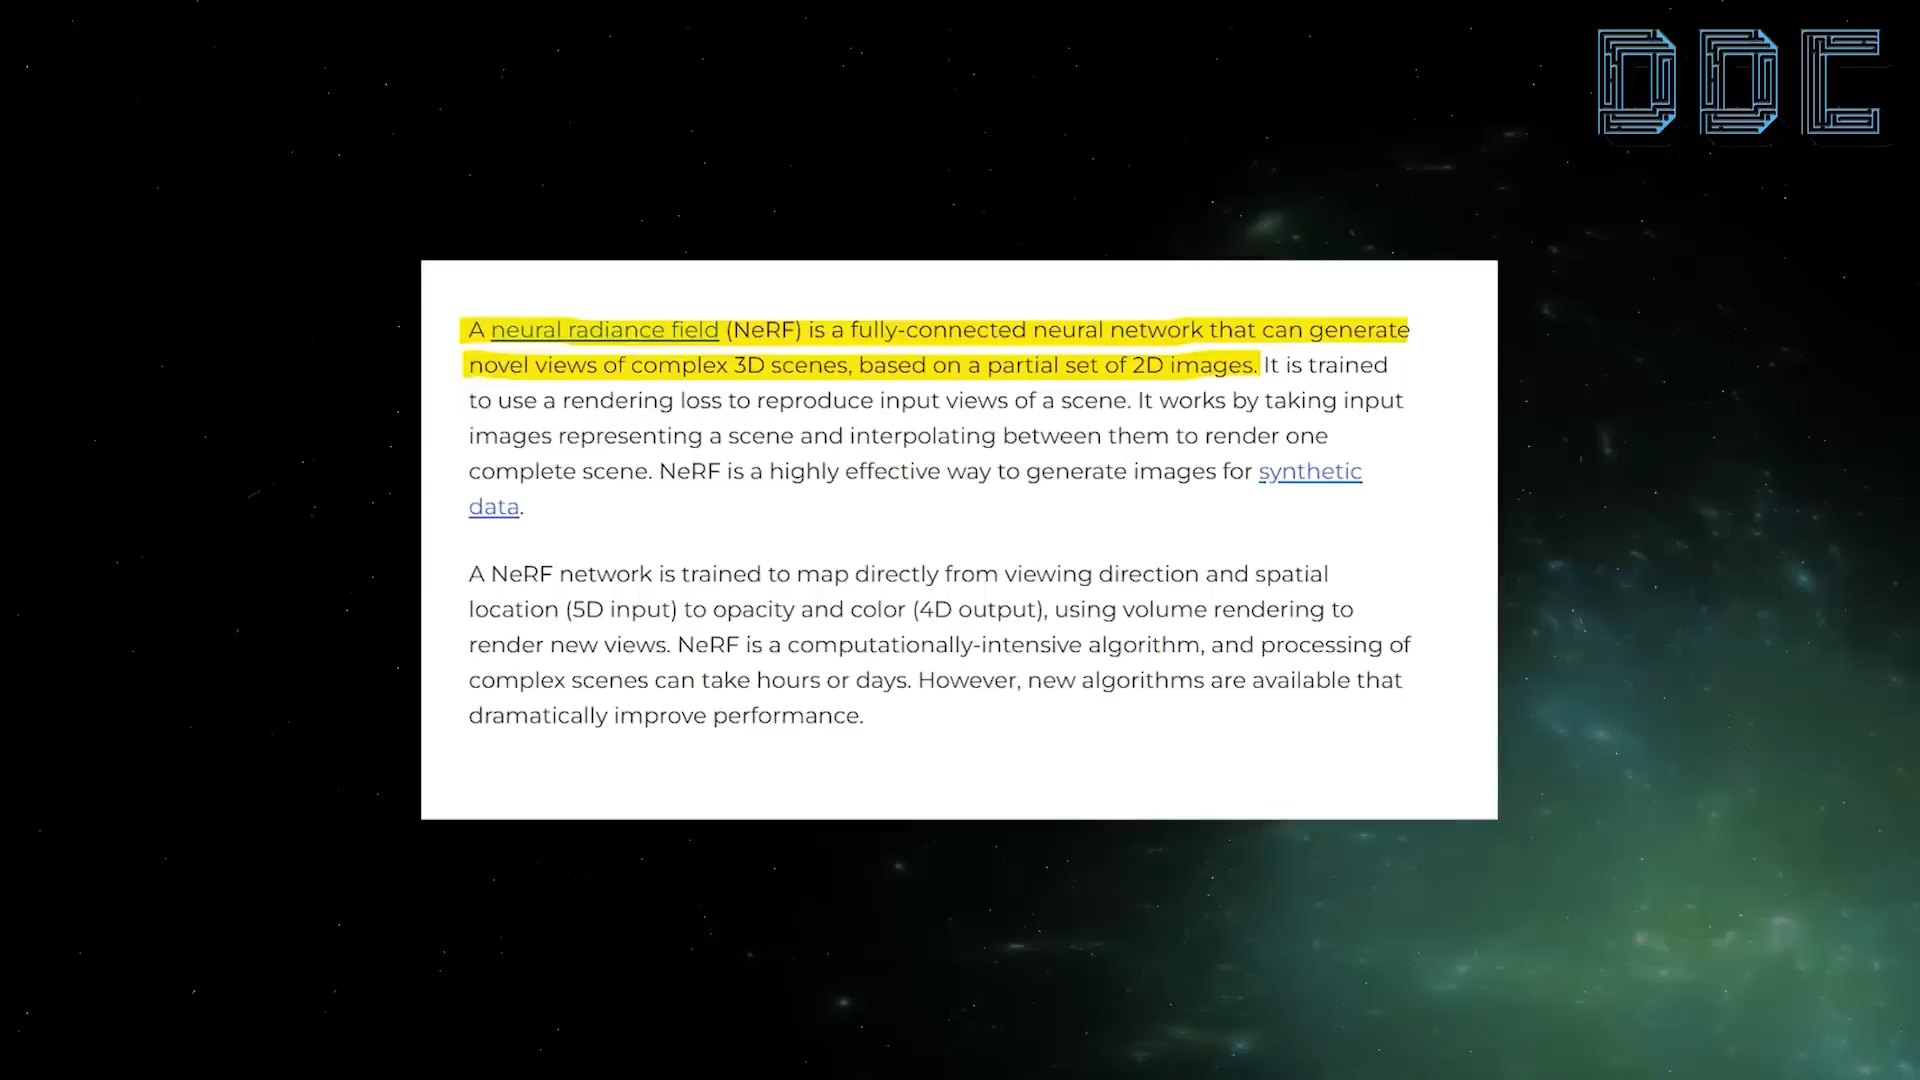 DDC
A neural radiance field (NeRF) is a fully-connected neural network that can generate
novel views of complex 3D scenes, based on a partial set of 2D images. It is trained
to use a rendering loss to reproduce input views of a scene. It works by taking input
images representing a scene and interpolating between them to render one
complete scene. NeRF is a highly effective way to generate images for synthetic
data.
A NeRF network is trained to map directly from viewing direction and spatial
location (5D input) to opacity and color (4D output), using volume rendering to
render new views. NeRF is a computationally-intensive algorithm, and processing of
complex scenes can take hours or days. However, new algorithms are available that
dramatically improve performance.